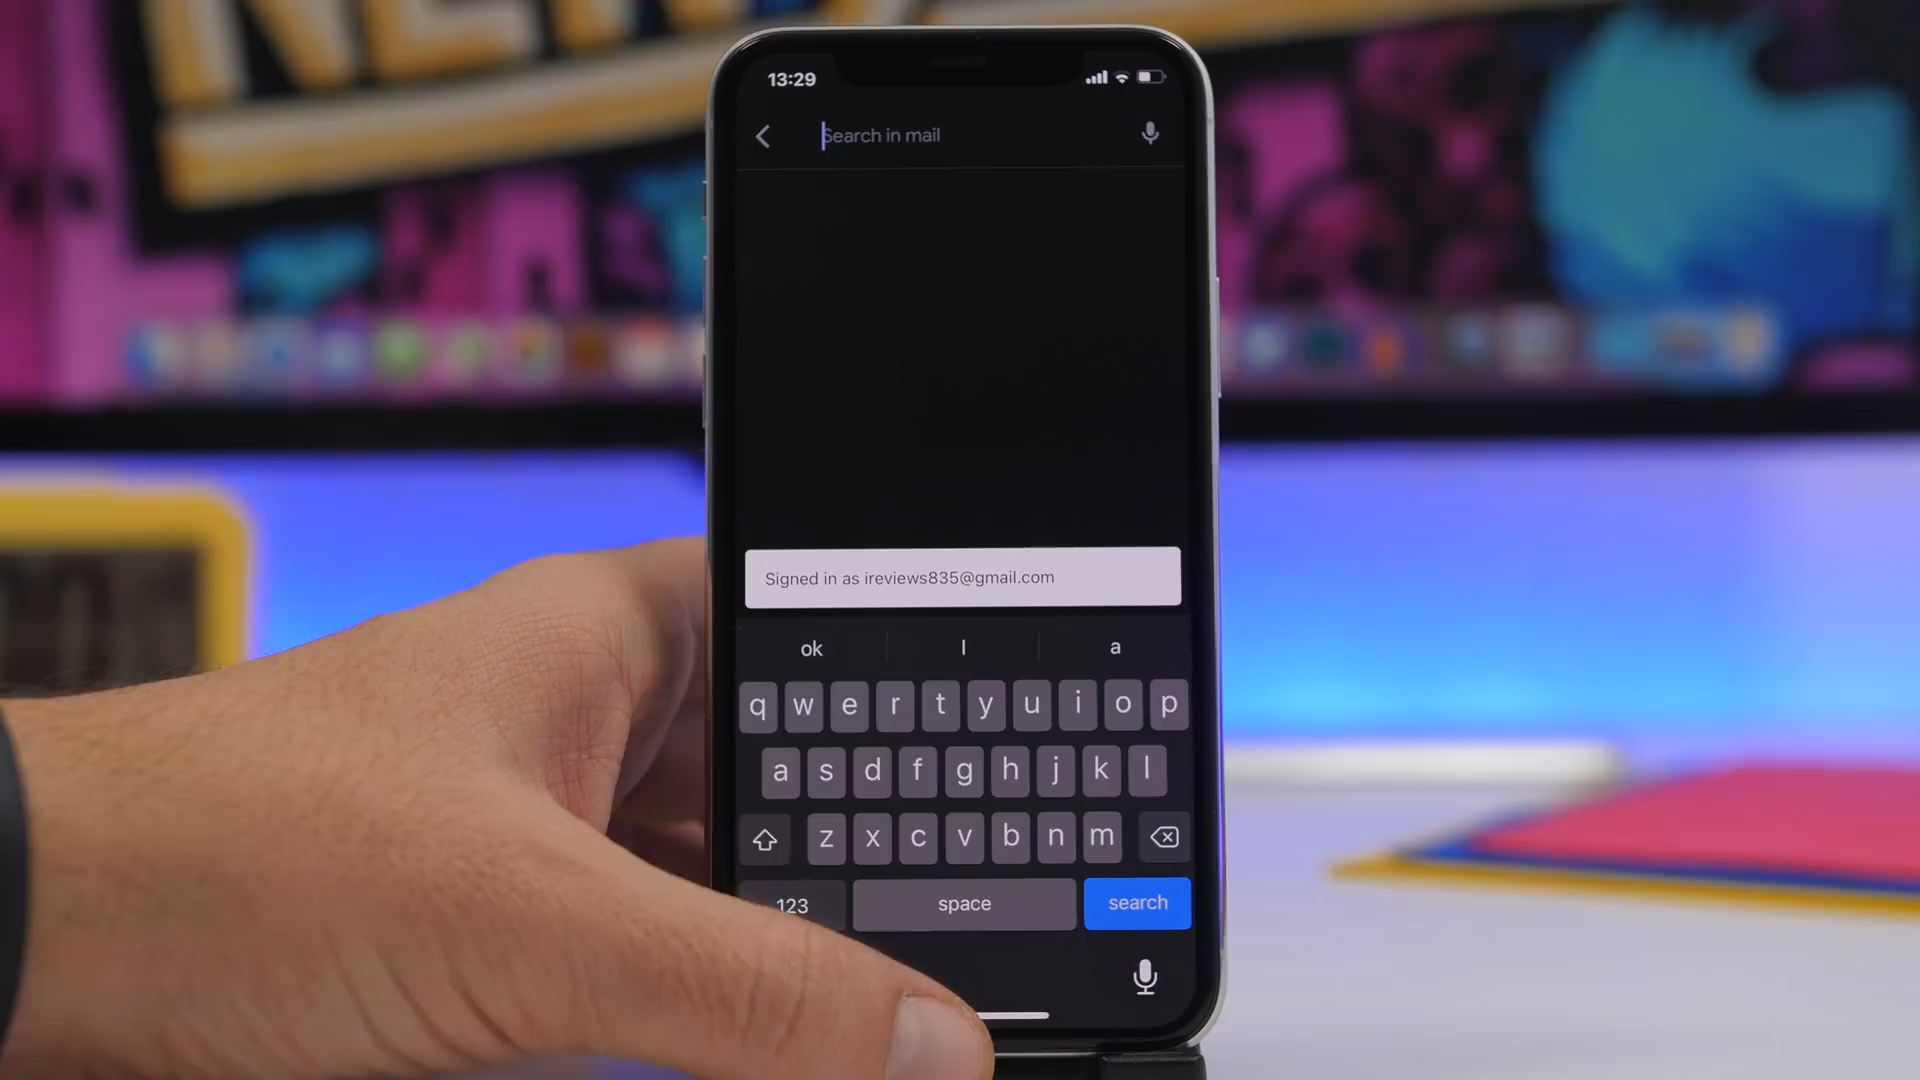 13:29
Search in mail
Signed in as ireviews835@gmail.com
ok I a
q w e r t y u i o p
a s d f g h j k l
z x c v b n m
123 space search